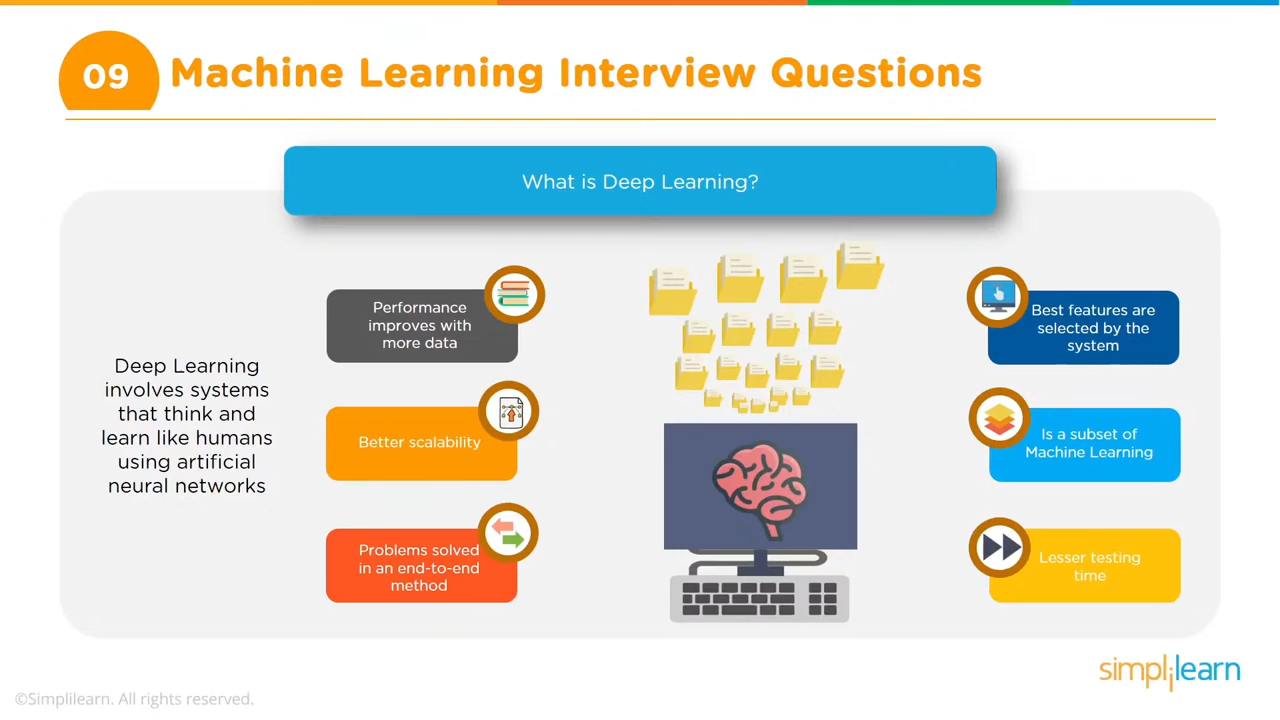 09
Machine Learning Interview Questions
What is Deep Learning?
Deep Learning
involves systems
that think and
learn like humans
using artificial
neural networks
Performance
improves with
more data
Better scalability
Problems solved
in an end-to-end
method
Best features are
selected by the
system
Is a subset of
Machine Learning
Lesser testing
time
simplilearn
©Simplilearn. All rights reserved.